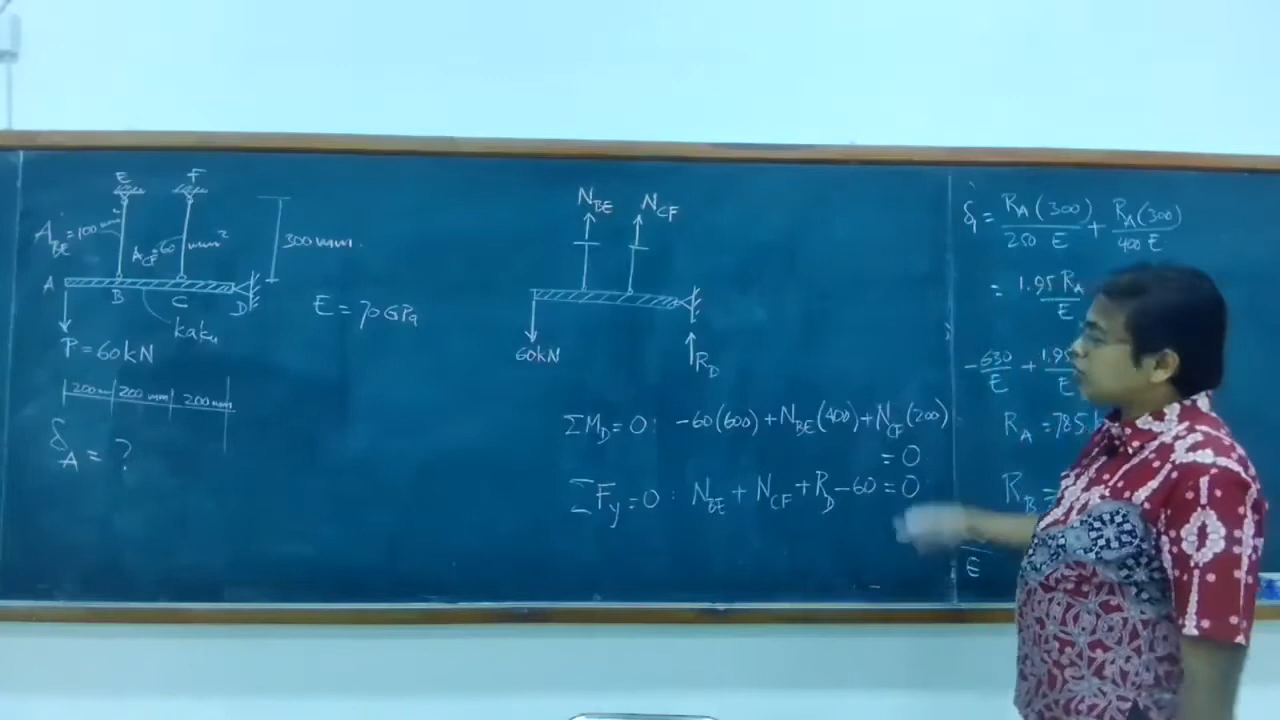 E F
A_BE = 100 mm²
A_CF = 60 mm²
300 mm.
A B C D
kaku
P = 60 kN
E = 70 GPa
200 200 mm 200 mm
δ_A = ?
N_BE N_CF
60kN
R_D
ΣM_D = 0 : -60(600) + N_BE(400) + N_CF(200)
= 0
ΣF_y = 0 : N_BE + N_CF + R_D - 60 = 0
R_A(300)/250 E + R_A(300)/400 E
= 1.95 R_A/E
-630/E + 1.95
E
R_A = 785.
R_B =
E